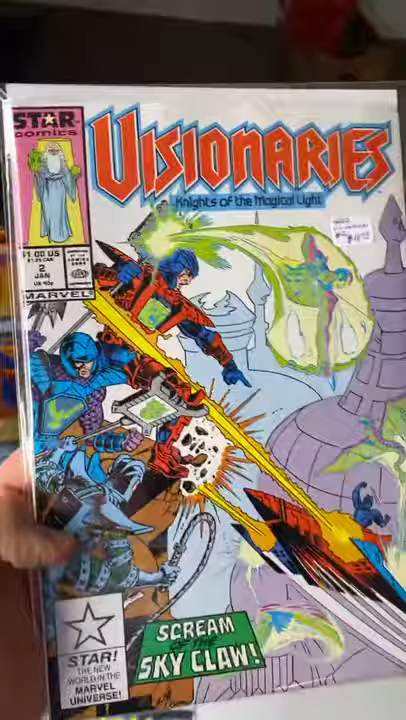 STAR
comics
VISIONARIES
Knights of the Magical Light
$1.00 US
2
JAN
MARVEL
SCREAM
OF THE
SKY CLAW!
STAR!
THE NEW
WORLD IN THE
MARVEL
UNIVERSE!